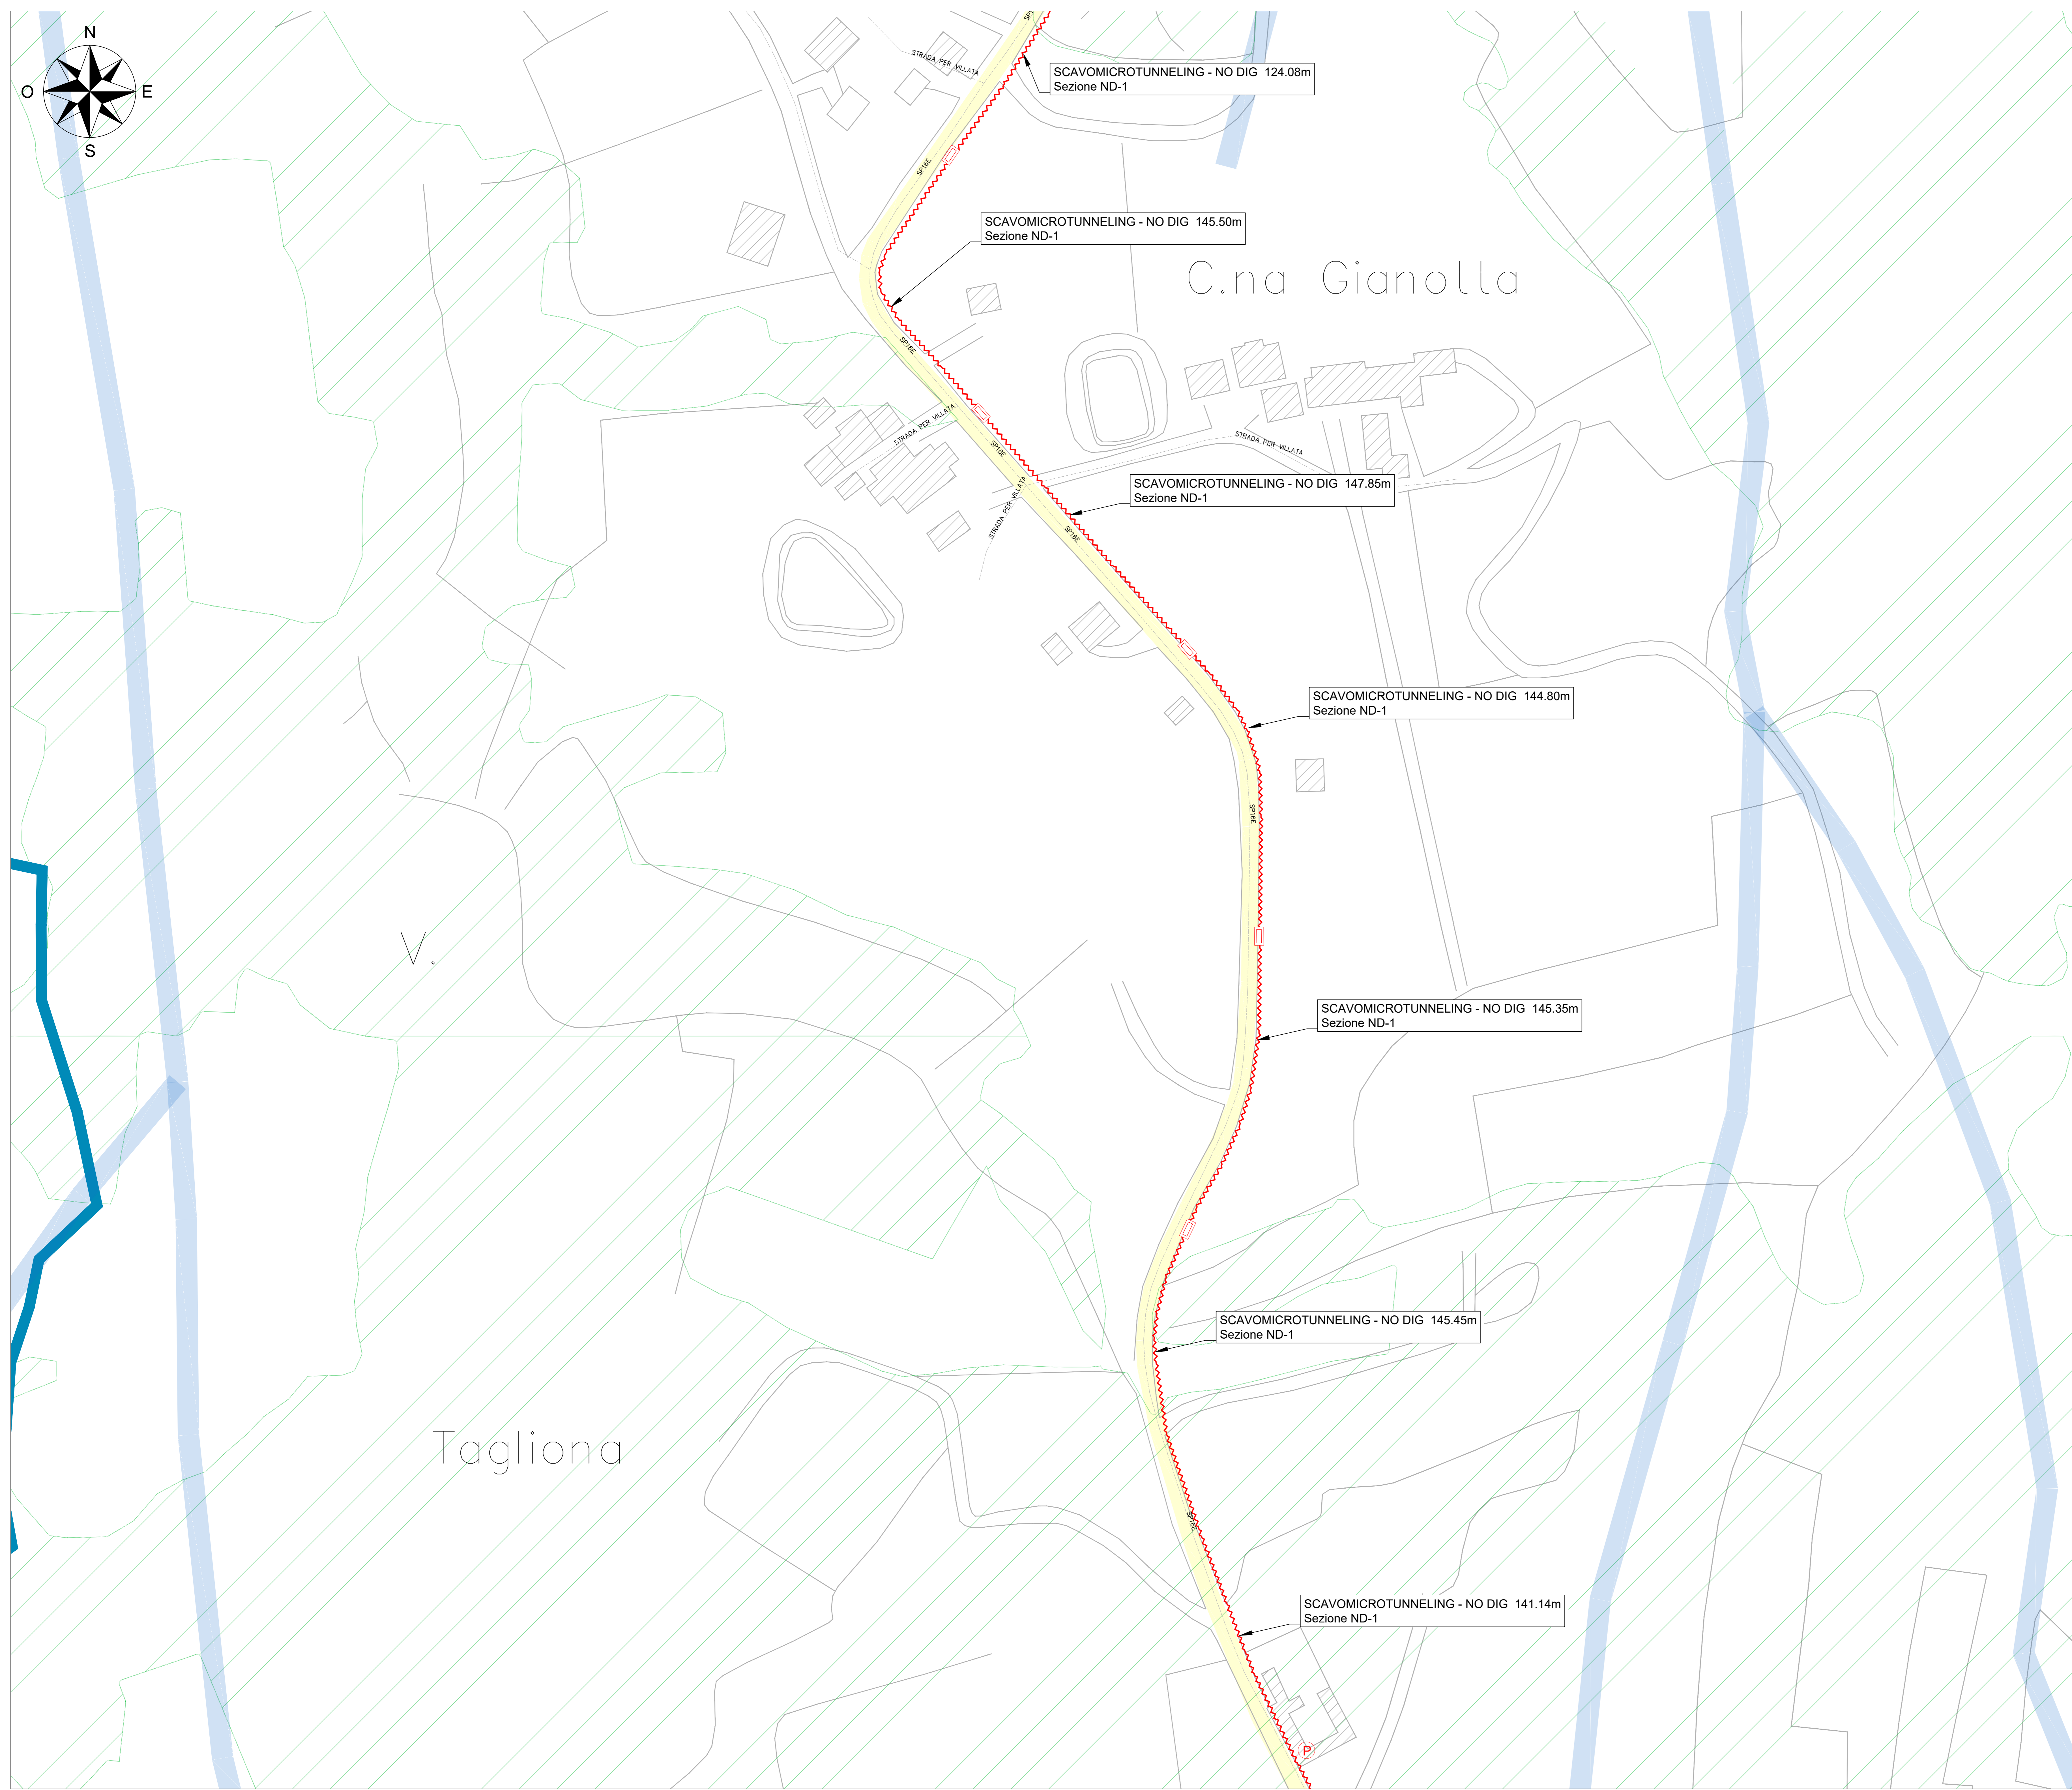 N
O
E
S
SP16E
SCAVOMICROTUNNELING - NO DIG 124.08m
Sezione ND-1
STRADA PER VILLATA
SP16E
SCAVOMICROTUNNELING - NO DIG 145.50m
Sezione ND-1
C.na Gianotta
SP16E
STRADA PER VILLATA
SP16E
STRADA PER VILLATA
STRADA PER VILLATA
SCAVOMICROTUNNELING - NO DIG 147.85m
Sezione ND-1
SP16E
SCAVOMICROTUNNELING - NO DIG 144.80m
Sezione ND-1
SP16E
V.
SCAVOMICROTUNNELING - NO DIG 145.35m
Sezione ND-1
SCAVOMICROTUNNELING - NO DIG 145.45m
Sezione ND-1
Tagliona
SP16E
SCAVOMICROTUNNELING - NO DIG 141.14m
Sezione ND-1
P